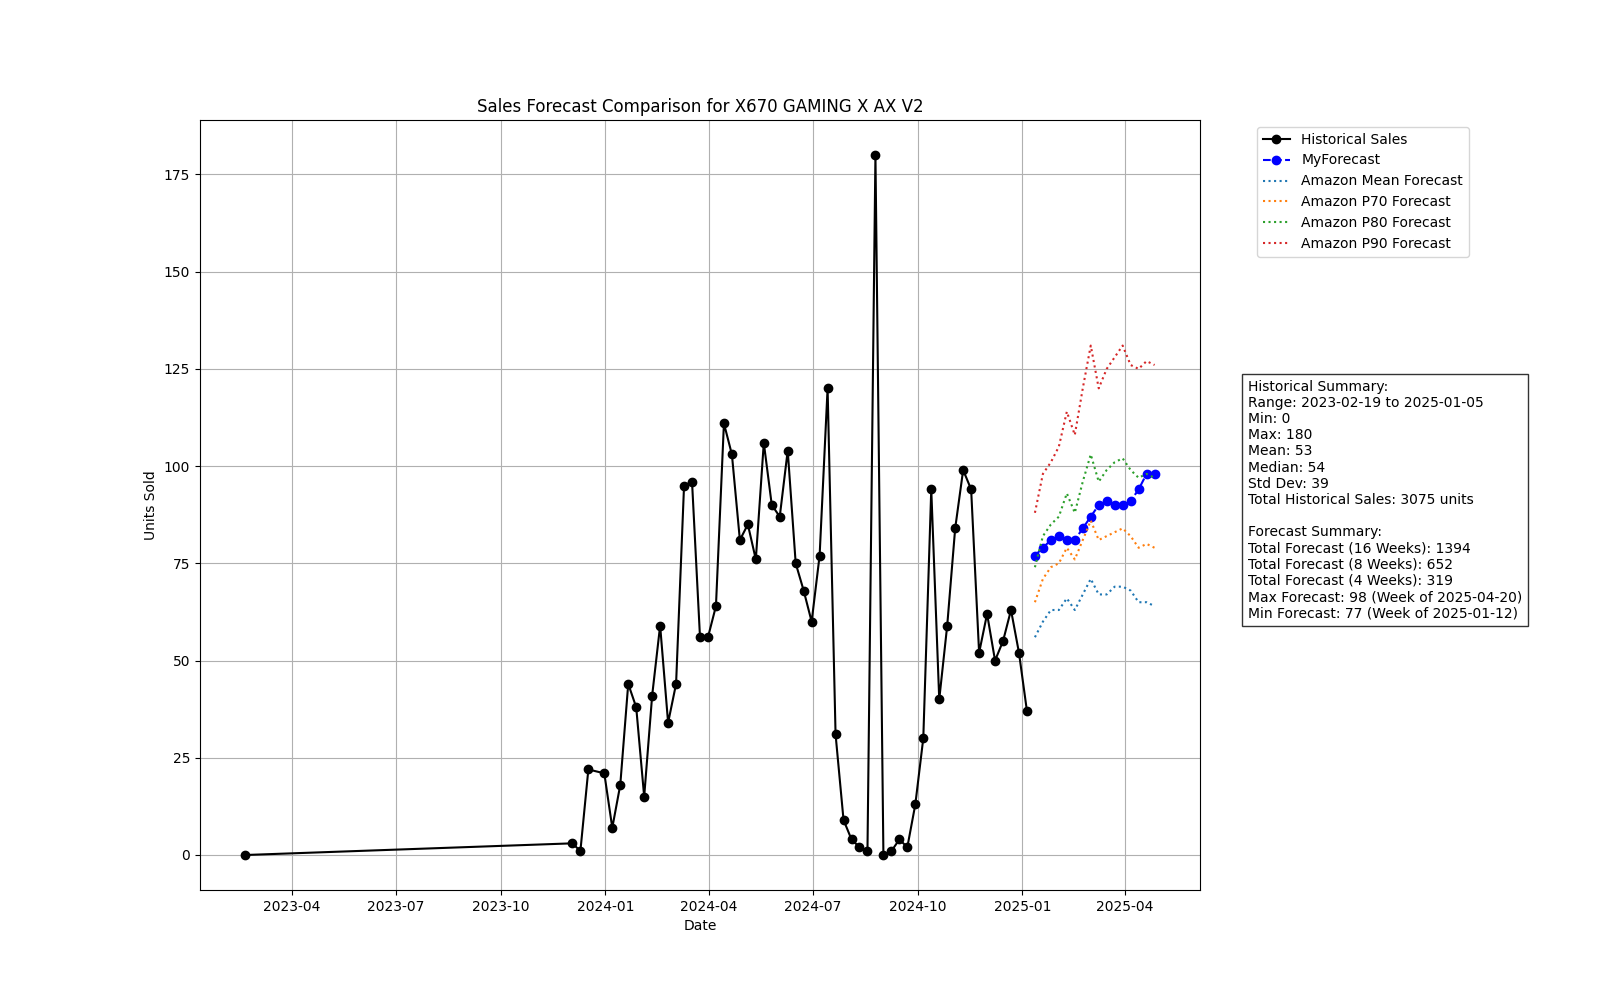 Sales Forecast Comparison for X670 GAMING X AX V2
Units Sold
175
150
125
100
75
50
25
0
2023-04
2023-07
2023-10
2024-01
2024-04
2024-07
2024-10
2025-01
2025-04
Date
Historical Sales
MyForecast
Amazon Mean Forecast
Amazon P70 Forecast
Amazon P80 Forecast
Amazon P90 Forecast
Historical Summary:
Range: 2023-02-19 to 2025-01-05
Min: 0
Max: 180
Mean: 53
Median: 54
Std Dev: 39
Total Historical Sales: 3075 units
Forecast Summary:
Total Forecast (16 Weeks): 1394
Total Forecast (8 Weeks): 652
Total Forecast (4 Weeks): 319
Max Forecast: 98 (Week of 2025-04-20)
Min Forecast: 77 (Week of 2025-01-12)